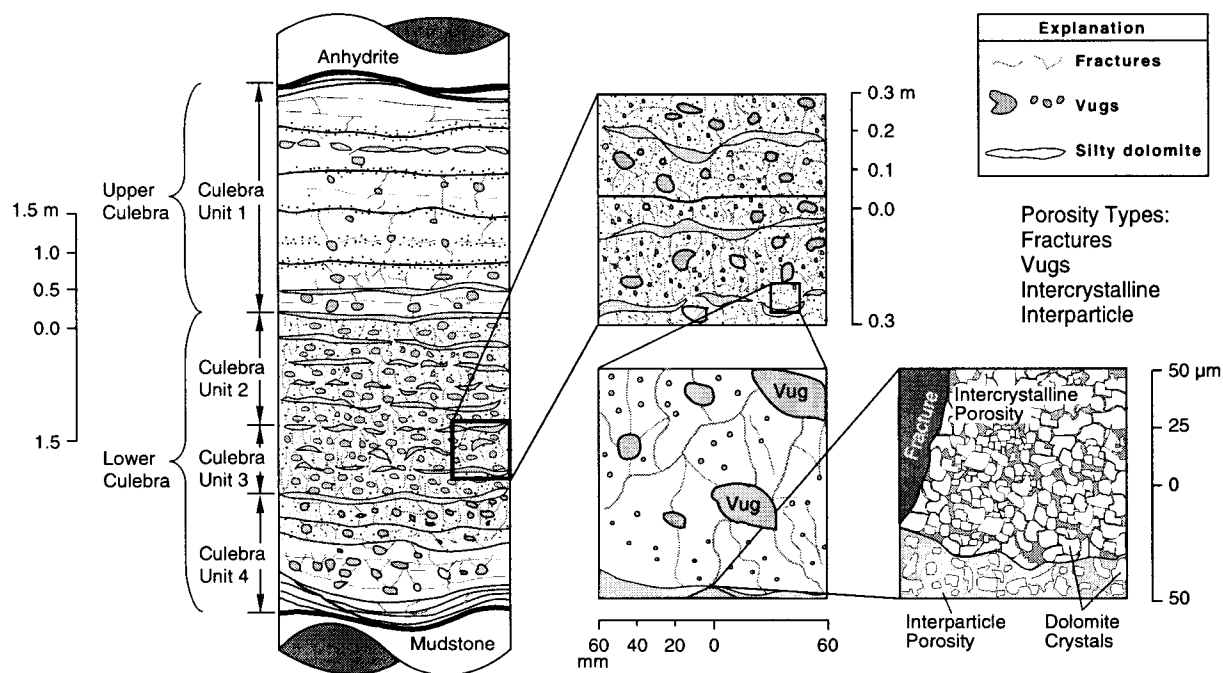 Anhydrite
Upper
Culebra
Culebra
Unit 1
1.5 m
1.0
0.5
0.0
1.5
Culebra
Unit 2
Lower
Culebra
Culebra
Unit 3
Culebra
Unit 4
Mudstone
0.3 m
0.2
0.1
0.0
0.3
Explanation
Fractures
Vugs
Silty dolomite
Porosity Types:
Fractures
Vugs
Intercrystalline
Interparticle
Vug
Vug
60 40 20 0 60
mm
Fracture
Intercrystalline
Porosity
50 µm
25
0
50
Interparticle
Porosity
Dolomite
Crystals